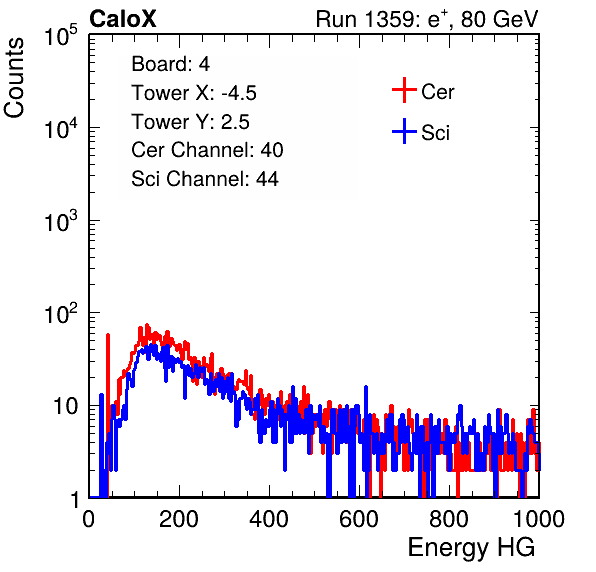 CaloX Run 1359: e⁺, 80 GeV
Counts
10⁵
10⁴
10³
10²
10
1
Board: 4
Tower X: -4.5
Tower Y: 2.5
Cer Channel: 40
Sci Channel: 44
Cer
Sci
0 200 400 600 800 1000
Energy HG